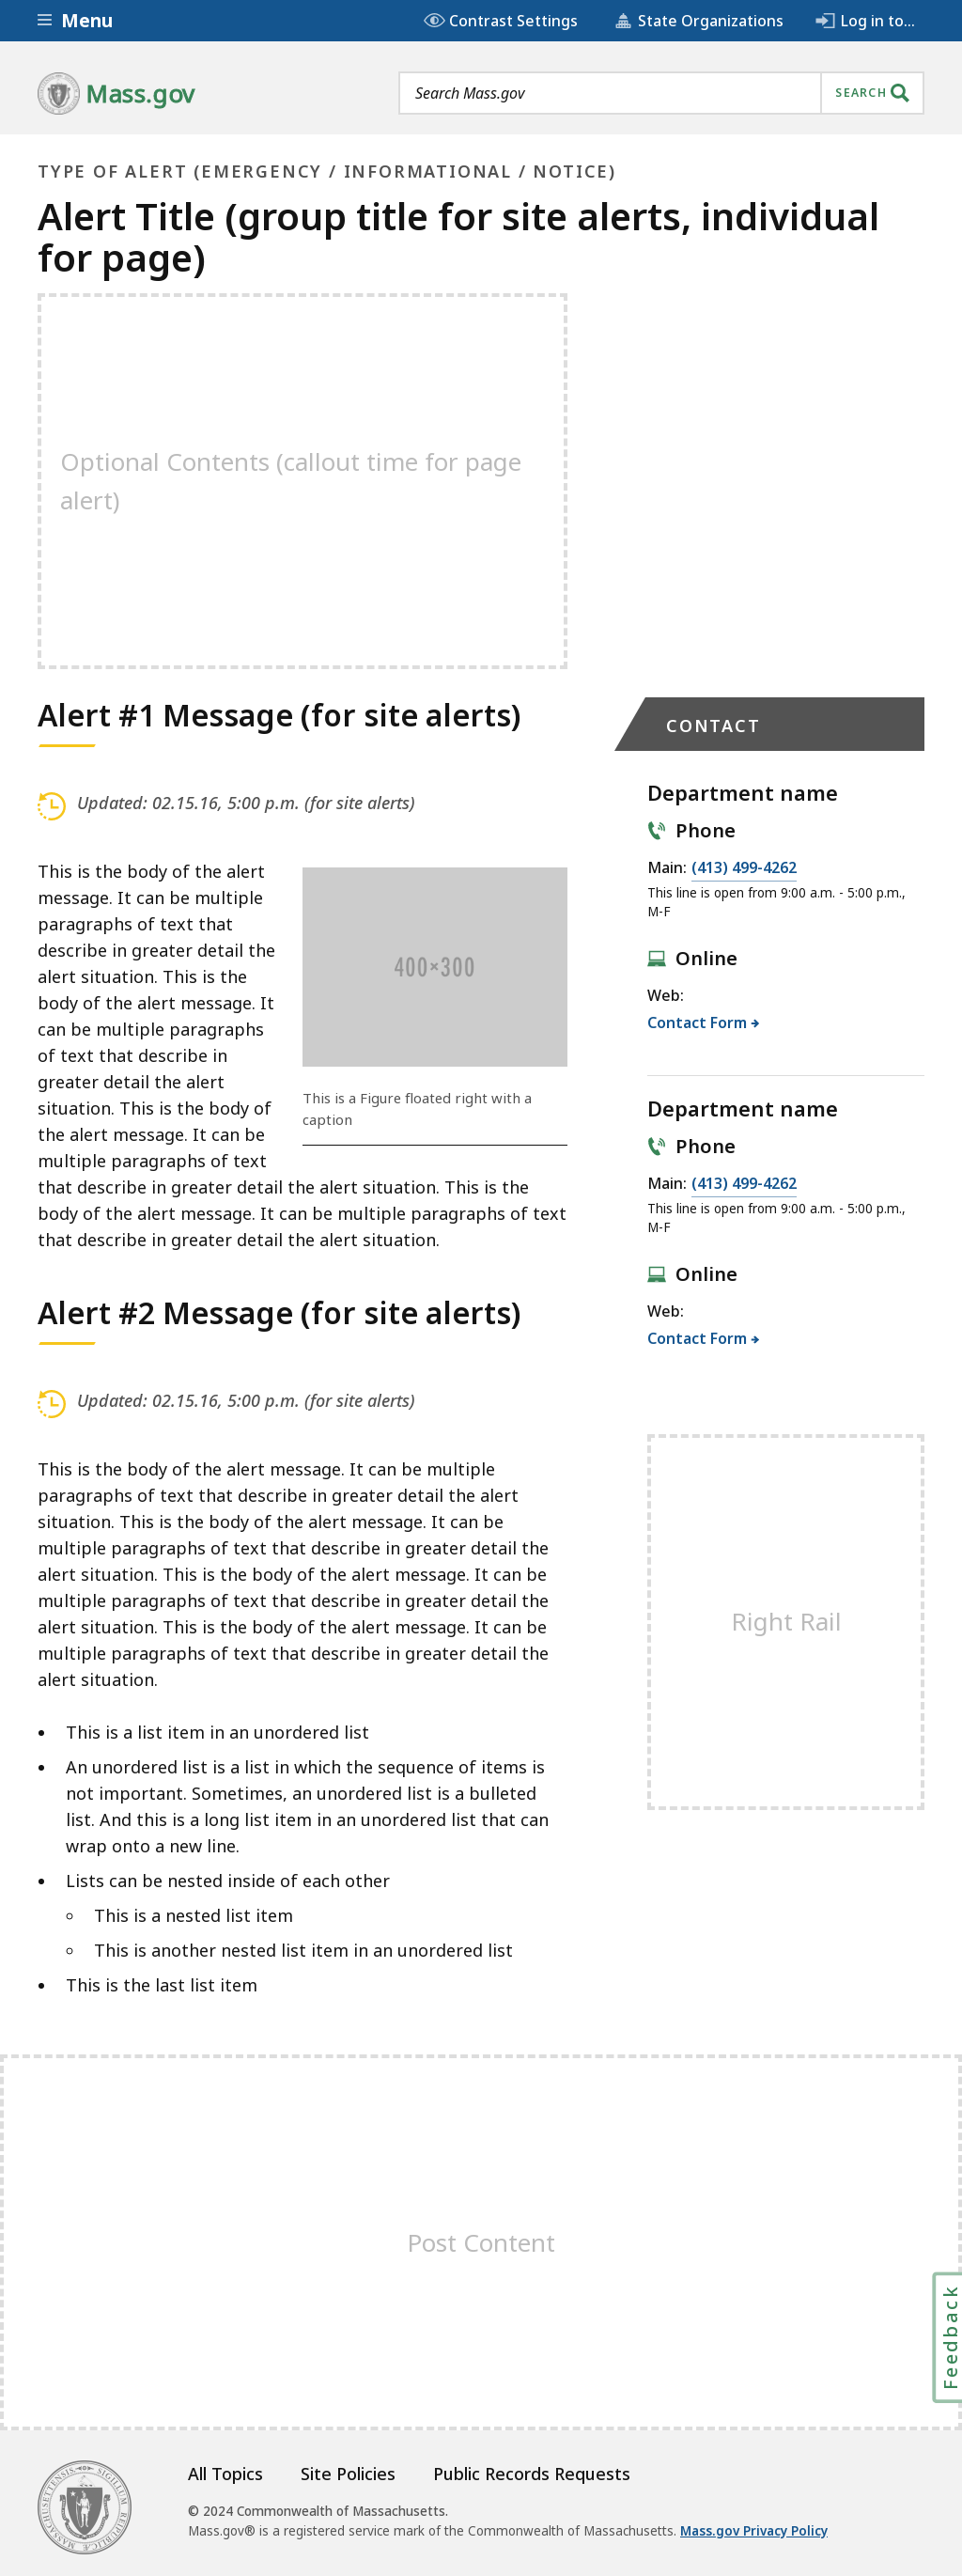 Menu
Contrast Settings
State Organizations
Log in to...
Mass.gov
Search Mass.gov
SEARCH
TYPE OF ALERT (EMERGENCY / INFORMATIONAL / NOTICE)
Alert Title (group title for site alerts, individual
for page)
Optional Contents (callout time for page
alert)
Alert #1 Message (for site alerts)
Updated: 02.15.16, 5:00 p.m. (for site alerts)
This is the body of the alert
message. It can be multiple
paragraphs of text that
describe in greater detail the
alert situation. This is the
body of the alert message. It
can be multiple paragraphs
of text that describe in
greater detail the alert
situation. This is the body of
the alert message. It can be
multiple paragraphs of text
that describe in greater detail the alert situation. This is the
body of the alert message. It can be multiple paragraphs of text
that describe in greater detail the alert situation.
400×300
This is a Figure floated right with a
caption
Alert #2 Message (for site alerts)
Updated: 02.15.16, 5:00 p.m. (for site alerts)
This is the body of the alert message. It can be multiple
paragraphs of text that describe in greater detail the alert
situation. This is the body of the alert message. It can be
multiple paragraphs of text that describe in greater detail the
alert situation. This is the body of the alert message. It can be
multiple paragraphs of text that describe in greater detail the
alert situation. This is the body of the alert message. It can be
multiple paragraphs of text that describe in greater detail the
alert situation.
• This is a list item in an unordered list
• An unordered list is a list in which the sequence of items is
not important. Sometimes, an unordered list is a bulleted
list. And this is a long list item in an unordered list that can
wrap onto a new line.
• Lists can be nested inside of each other
◦ This is a nested list item
◦ This is another nested list item in an unordered list
• This is the last list item
CONTACT
Department name
Phone
Main: (413) 499-4262
This line is open from 9:00 a.m. - 5:00 p.m.,
M-F
Online
Web:
Contact Form
Department name
Phone
Main: (413) 499-4262
This line is open from 9:00 a.m. - 5:00 p.m.,
M-F
Online
Web:
Contact Form
Right Rail
Post Content
Feedback
All Topics
Site Policies
Public Records Requests
© 2024 Commonwealth of Massachusetts.
Mass.gov® is a registered service mark of the Commonwealth of Massachusetts. Mass.gov Privacy Policy